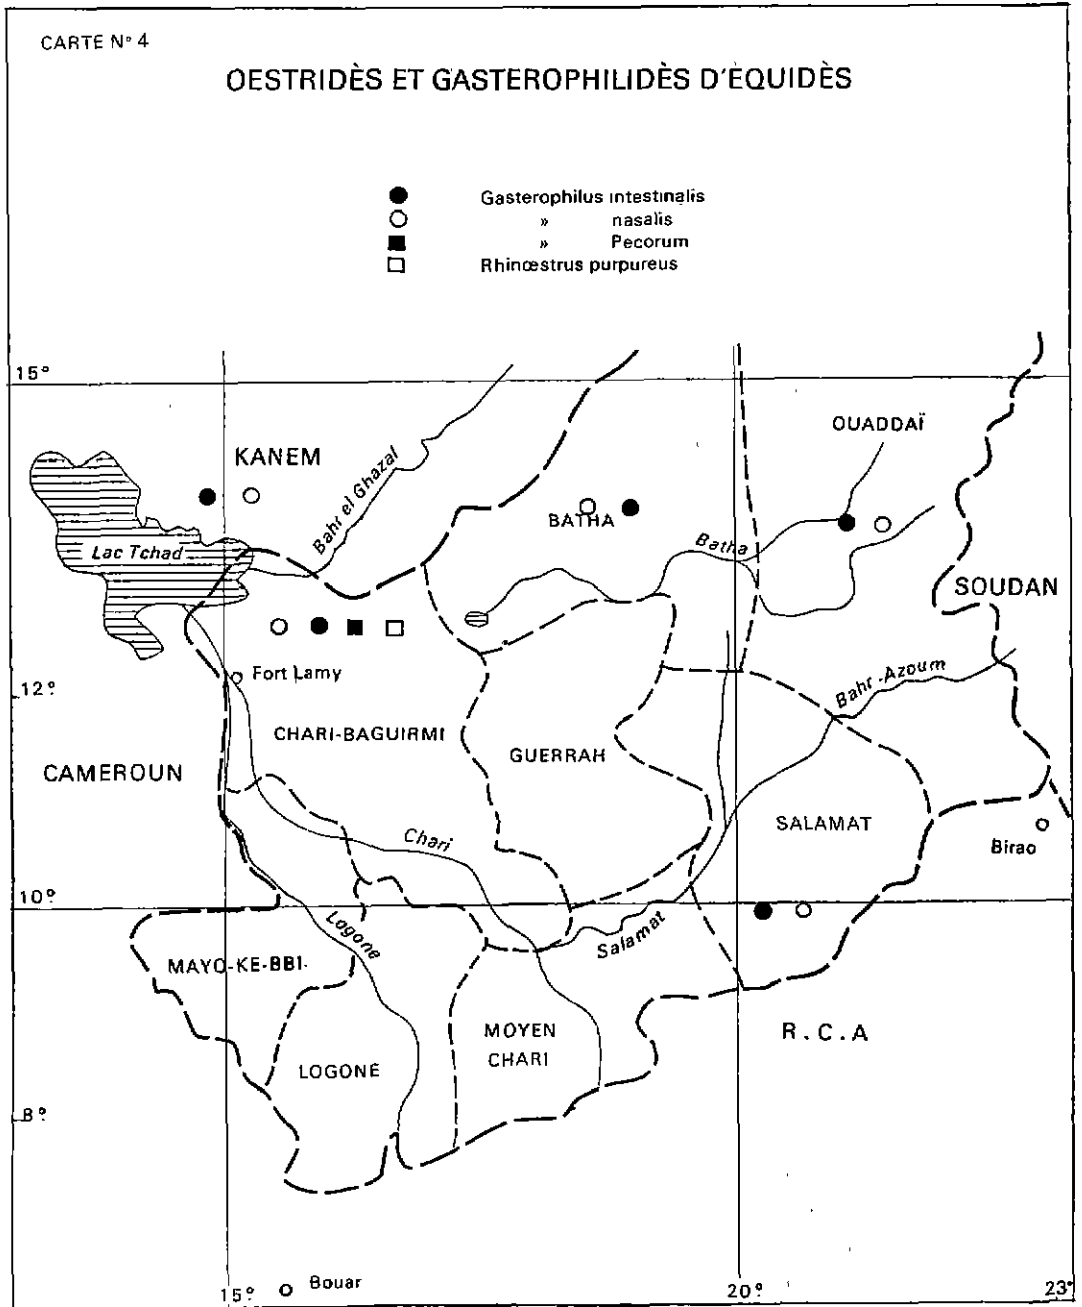 CARTE N° 4
OESTRIDÈS ET GASTEROPHILIDÈS D'EQUIDÈS
Gasterophilus intestinalis
» nasalis
» Pecorum
Rhinœstrus purpureus
15°
OUADDAÏ
KANEM
Bahr el Ghazal
BATHA
Lac Tchad
Batha
SOUDAN
Fort Lamy
12°
Bahr-Azoum
CHARI-BAGUIRMI
GUERRAH
CAMEROUN
SALAMAT
Chari
Birao
10°
Logone
Salamat
MAYO-KE-BBI
R.C.A
MOYEN
CHARI
LOGONE
8°
Bouar
15°
20°
23°